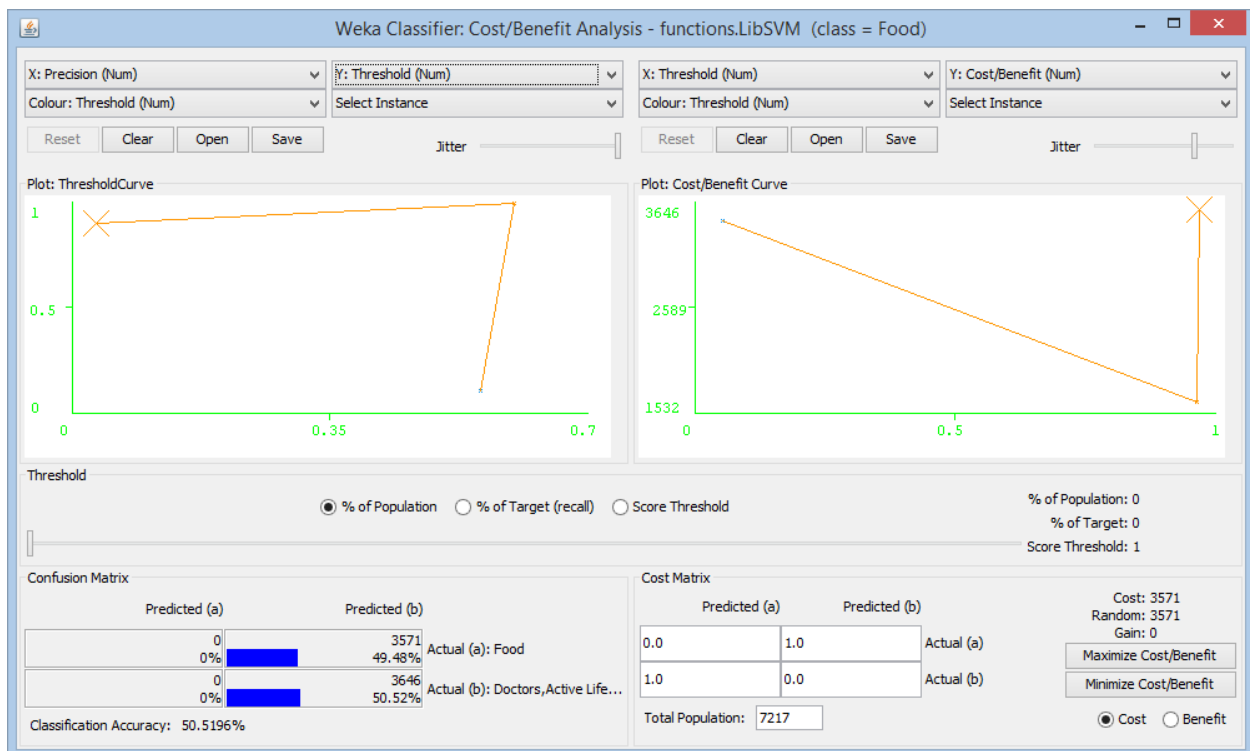 Weka Classifier: Cost/Benefit Analysis - functions.LibSVM (class = Food)
X: Precision (Num)
Y: Threshold (Num)
Colour: Threshold (Num)
Select Instance
Reset
Clear
Open
Save
Jitter
Plot: ThresholdCurve
1
0.5
0
0
0.35
0.7
X: Threshold (Num)
Y: Cost/Benefit (Num)
Colour: Threshold (Num)
Select Instance
Reset
Clear
Open
Save
Jitter
Plot: Cost/Benefit Curve
3646
2589
1532
0
0.5
1
Threshold
% of Population
% of Target (recall)
Score Threshold
% of Population: 0
% of Target: 0
Score Threshold: 1
Confusion Matrix
Predicted (a) Predicted (b)
0 3571
0% 49.48%
Actual (a): Food
0 3646
0% 50.52%
Actual (b): Doctors,Active Life...
Classification Accuracy: 50.5196%
Cost Matrix
Predicted (a) Predicted (b)
0.0 1.0 Actual (a)
1.0 0.0 Actual (b)
Total Population: 7217
Cost: 3571
Random: 3571
Gain: 0
Maximize Cost/Benefit
Minimize Cost/Benefit
Cost Benefit